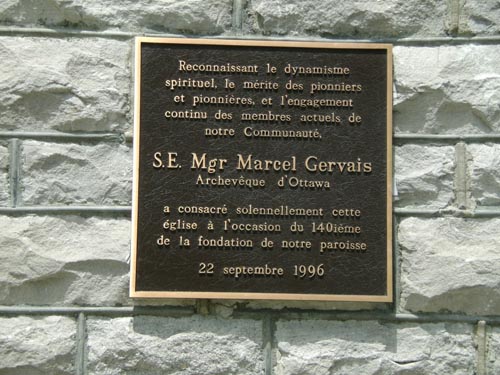 Reconnaissant le dynamisme
spirituel, le mérite des pionniers
et pionnières, et l'engagement
continu des membres actuels de
notre Communauté,
S.E. Mgr Marcel Gervais
Archevêque d'Ottawa
a consacré solennellement cette
église à l'occasion du 140ième
de la fondation de notre paroisse
22 septembre 1996